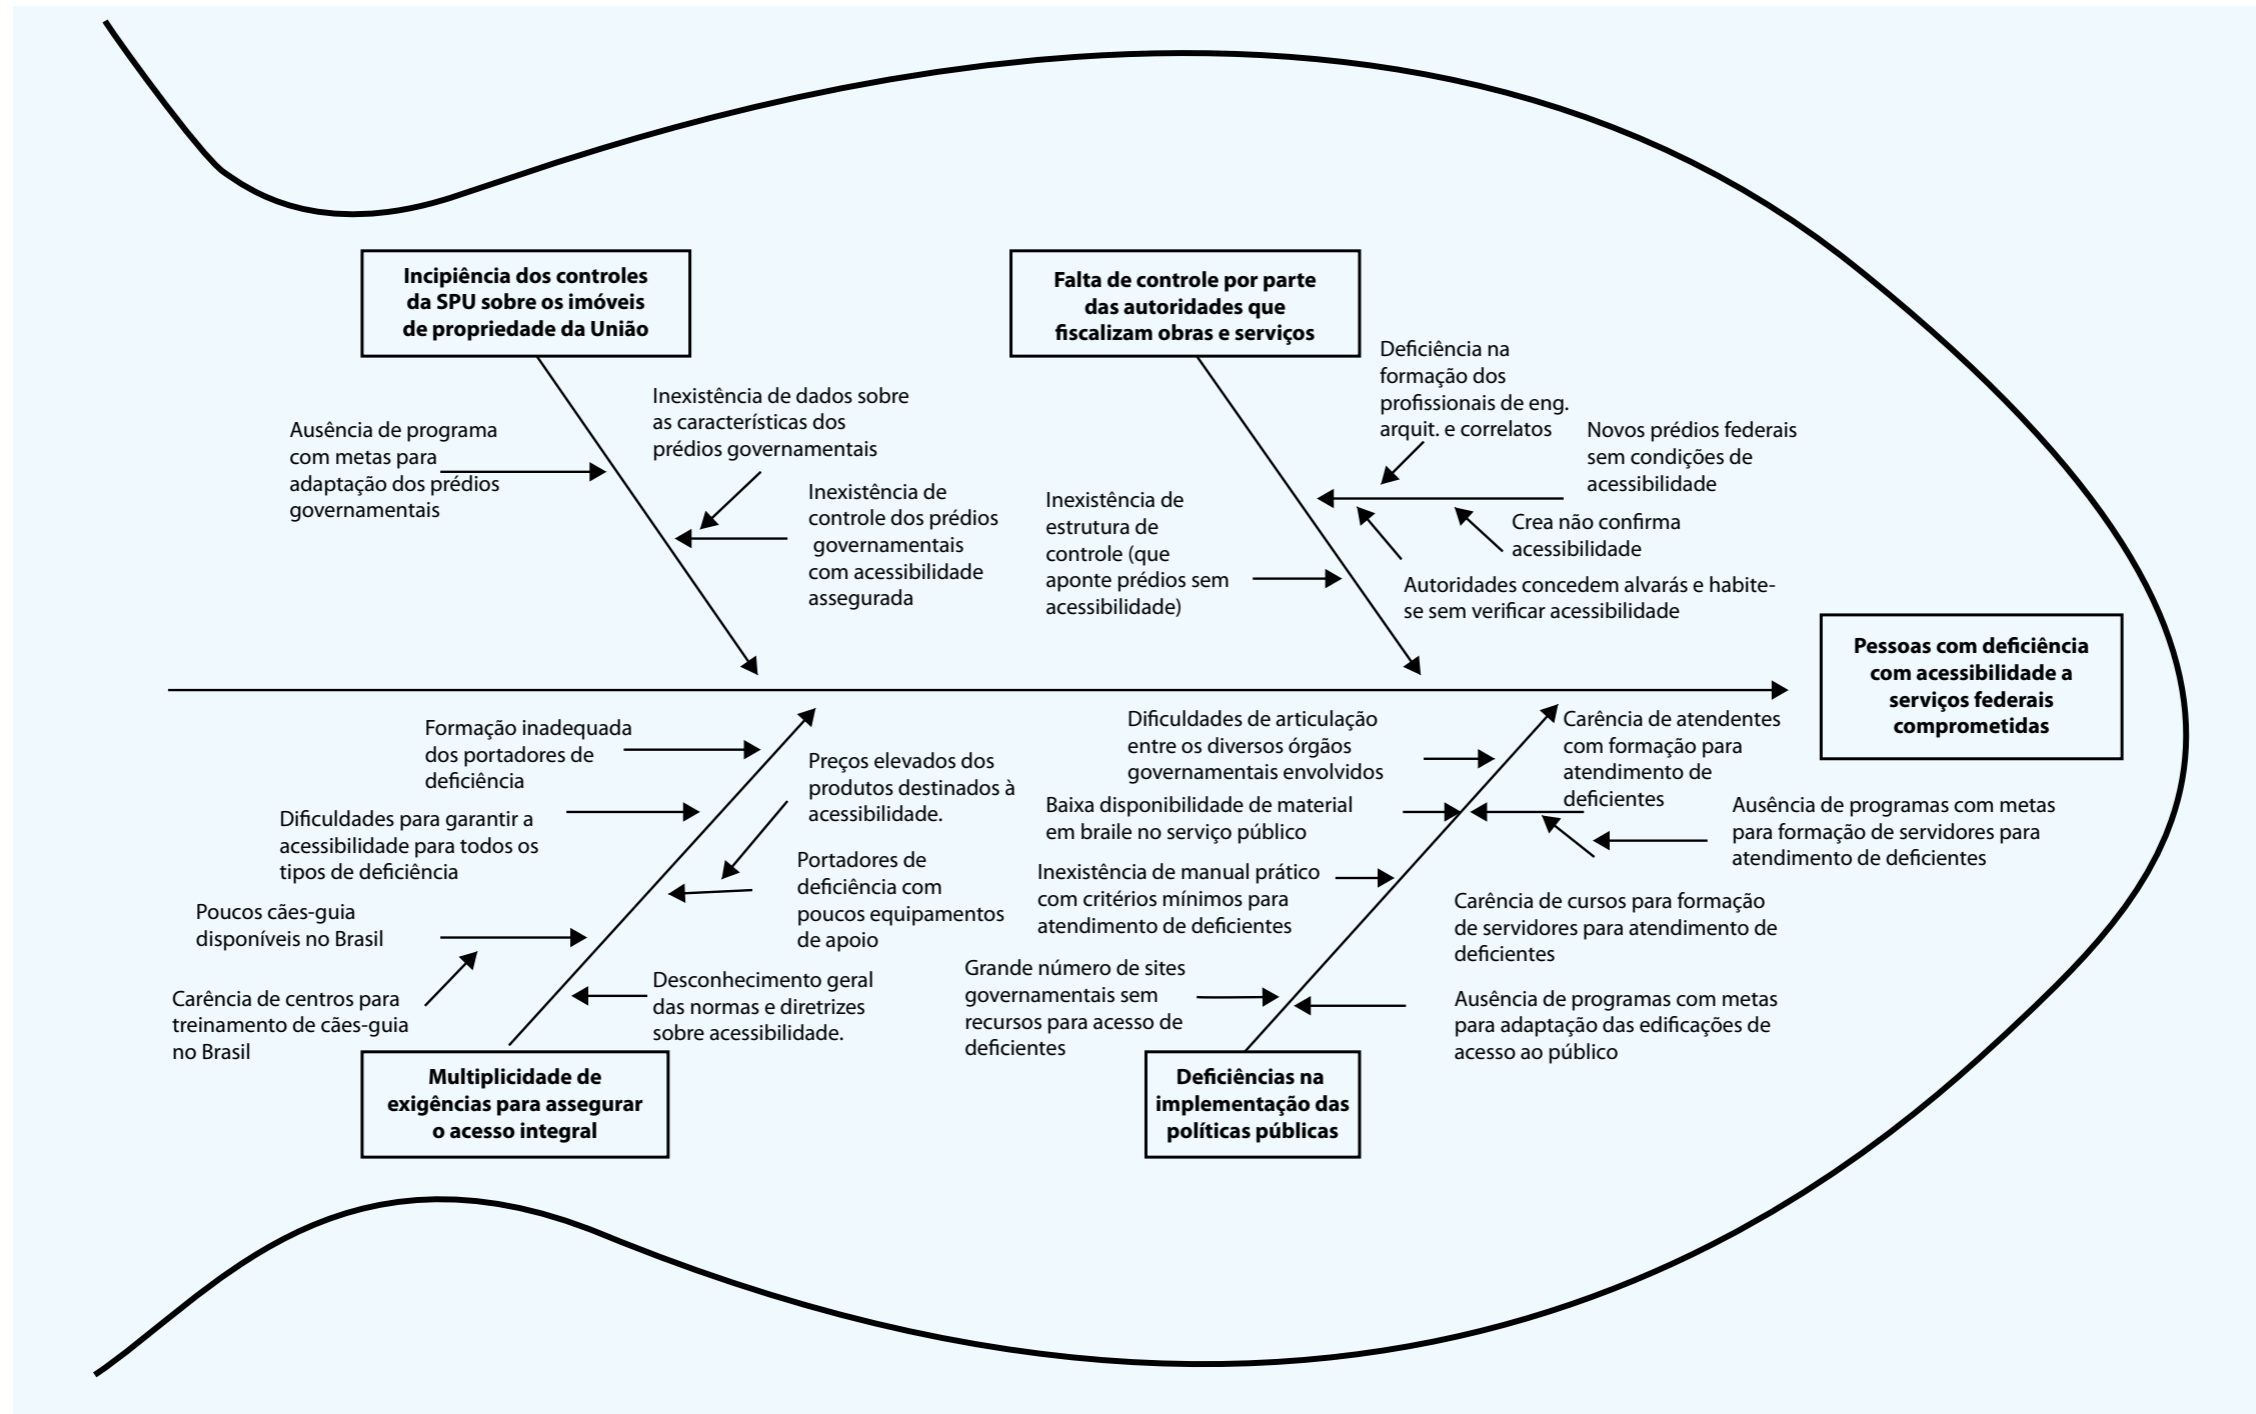 Incipiência dos controles
da SPU sobre os imóveis
de propriedade da União
Falta de controle por parte
das autoridades que
fiscalizam obras e serviços
Ausência de programa
com metas para
adaptação dos prédios
governamentais
Inexistência de dados sobre
as características dos
prédios governamentais
Inexistência de
controle dos prédios
governamentais
com acessibilidade
assegurada
Inexistência de
estrutura de
controle (que
aponte prédios sem
acessibilidade)
Deficiência na
formação dos
profissionais de eng.
arquit. e correlatos
Novos prédios federais
sem condições de
acessibilidade
Crea não confirma
acessibilidade
Autoridades concedem alvarás e habite-
se sem verificar acessibilidade
Pessoas com deficiência
com acessibilidade a
serviços federais
comprometidas
Formação inadequada
dos portadores de
deficiência
Dificuldades para garantir a
acessibilidade para todos os
tipos de deficiência
Poucos cães-guia
disponíveis no Brasil
Carência de centros para
treinamento de cães-guia
no Brasil
Preços elevados dos
produtos destinados à
acessibilidade.
Portadores de
deficiência com
poucos equipamentos
de apoio
Desconhecimento geral
das normas e diretrizes
sobre acessibilidade.
Multiplicidade de
exigências para assegurar
o acesso integral
Dificuldades de articulação
entre os diversos órgãos
governamentais envolvidos
Baixa disponibilidade de material
em braile no serviço público
Inexistência de manual prático
com critérios mínimos para
atendimento de deficientes
Grande número de sites
governamentais sem
recursos para acesso de
deficientes
Carência de atendentes
com formação para
atendimento de
deficientes
Ausência de programas com metas
para formação de servidores para
atendimento de deficientes
Carência de cursos para formação
de servidores para atendimento de
deficientes
Ausência de programas com metas
para adaptação das edificações de
acesso ao público
Deficiências na
implementação das
políticas públicas